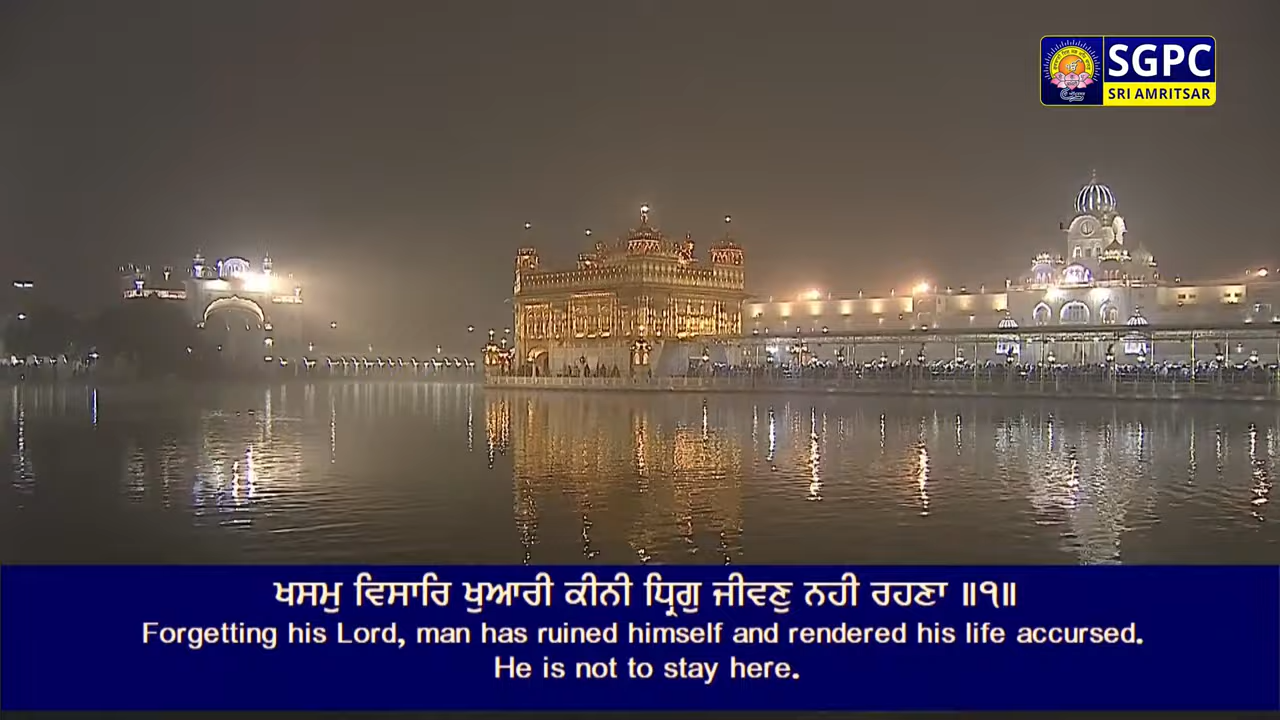 SGPC
SRI AMRITSAR
ਖਸਮੁ ਵਿਸਾਰਿ ਖੁਆਰੀ ਕੀਨੀ ਧ੍ਰਿਗੁ ਜੀਵਣੁ ਨਹੀ ਰਹਣਾ ॥੧॥
Forgetting his Lord, man has ruined himself and rendered his life accursed.
He is not to stay here.